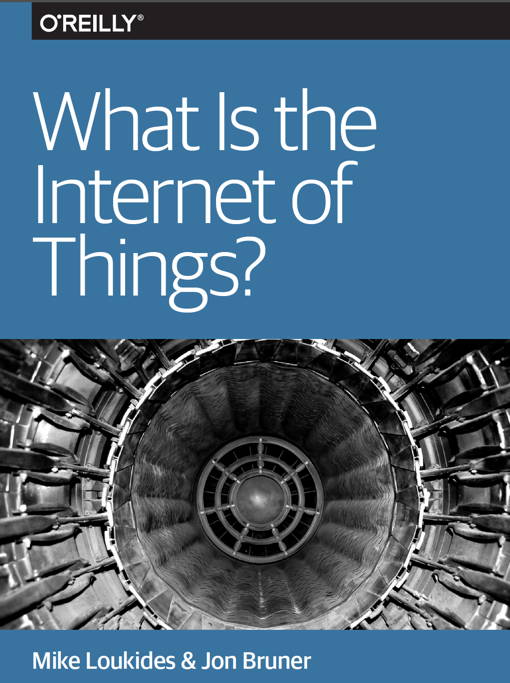 O'REILLY®
What Is the
Internet of
Things?
Mike Loukides & Jon Bruner